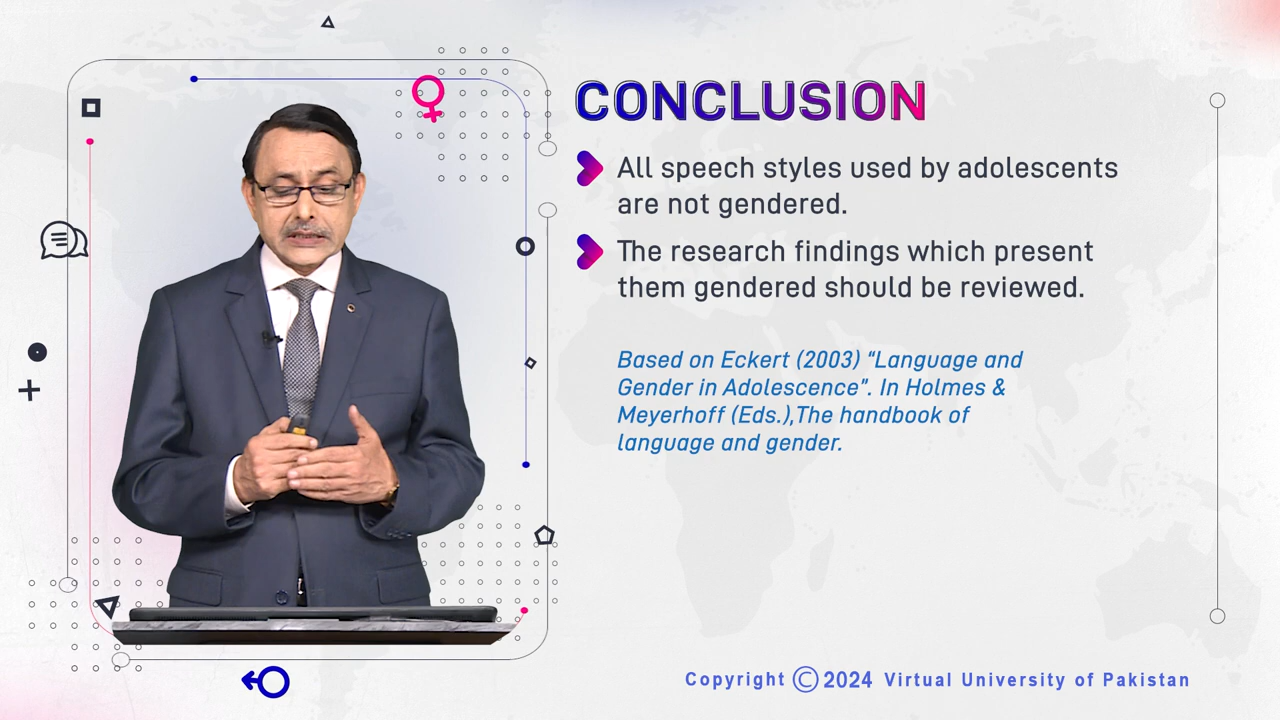 CONCLUSION
All speech styles used by adolescents
are not gendered.
The research findings which present
them gendered should be reviewed.
Based on Eckert (2003) “Language and
Gender in Adolescence”. In Holmes &
Meyerhoff (Eds.),The handbook of
language and gender.
Copyright © 2024 Virtual University of Pakistan